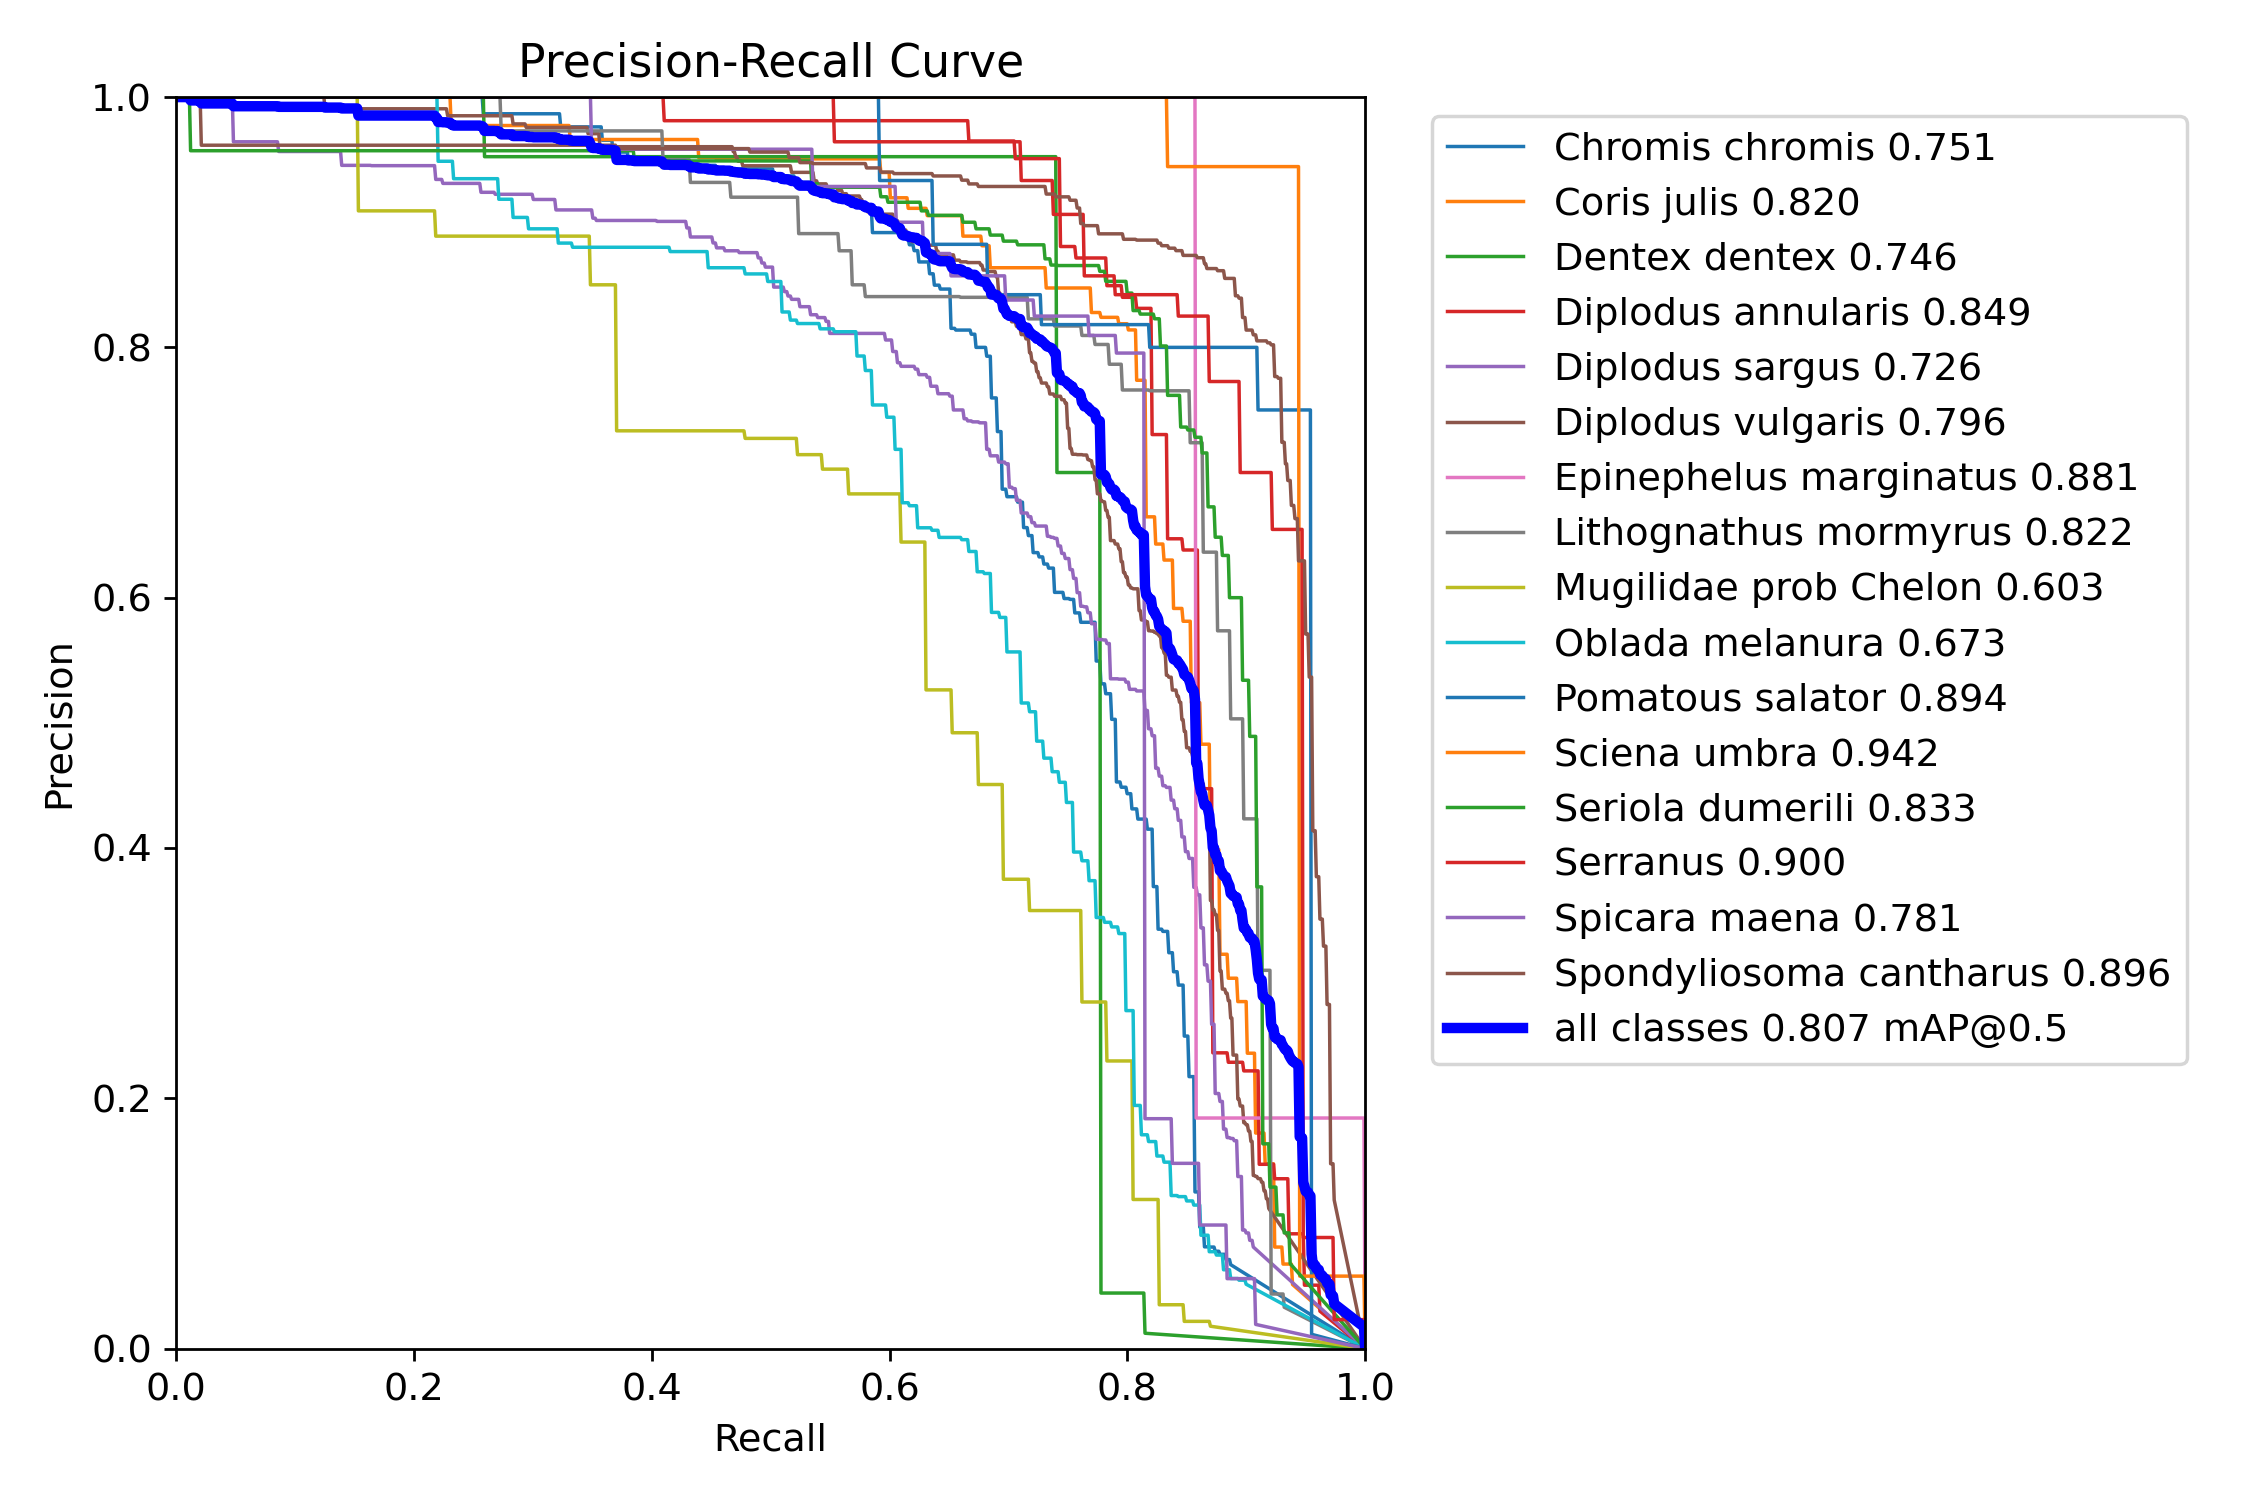 Precision-Recall Curve
1.0
0.8
0.6
0.4
0.2
0.0
Precision
0.0 0.2 0.4 0.6 0.8 1.0
Recall
Chromis chromis 0.751
Coris julis 0.820
Dentex dentex 0.746
Diplodus annularis 0.849
Diplodus sargus 0.726
Diplodus vulgaris 0.796
Epinephelus marginatus 0.881
Lithognathus mormyrus 0.822
Mugilidae prob Chelon 0.603
Oblada melanura 0.673
Pomatous salator 0.894
Sciena umbra 0.942
Seriola dumerili 0.833
Serranus 0.900
Spicara maena 0.781
Spondyliosoma cantharus 0.896
all classes 0.807 mAP@0.5